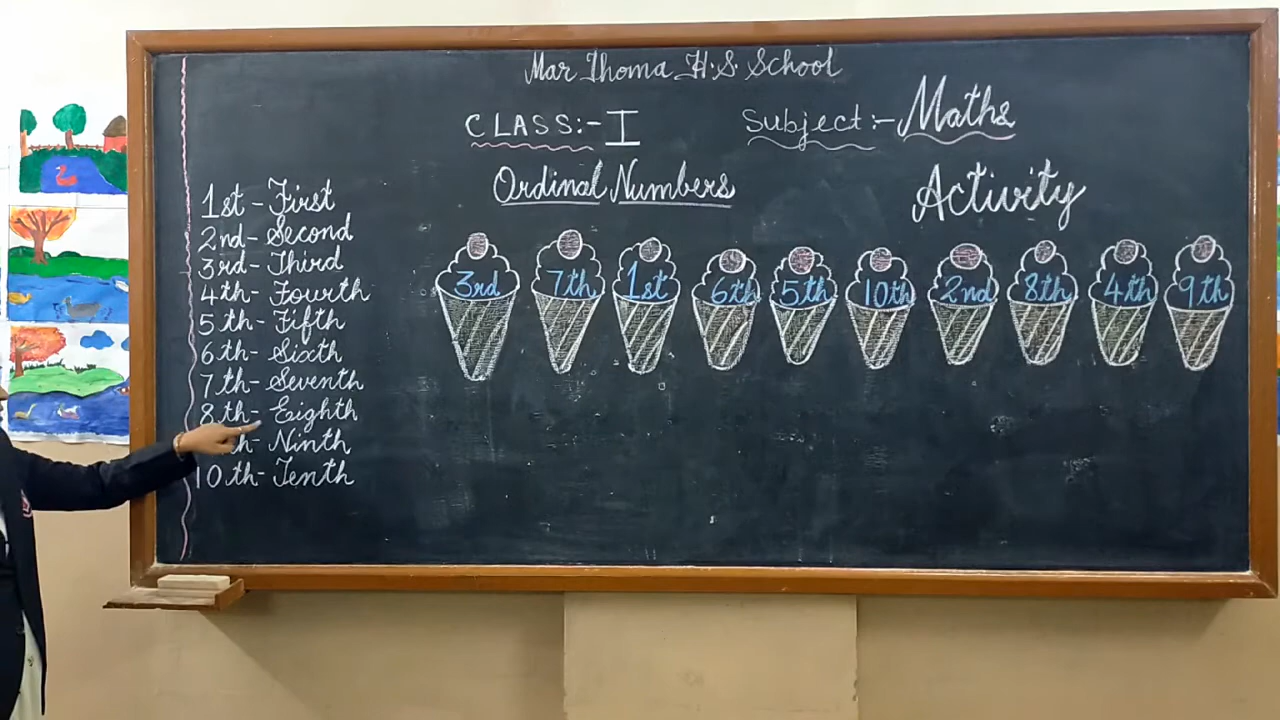 Mar Thoma H.S. School
CLASS:- I Subject:- Maths
Ordinal Numbers Activity
1st - First
2nd - Second
3rd - Third
4th - Fourth
5th - Fifth
6th - Sixth
7th - Seventh
8th - Eighth
h - Ninth
10th - Tenth
3rd 7th 1st 6th 5th 10th 2nd 8th 4th 9th